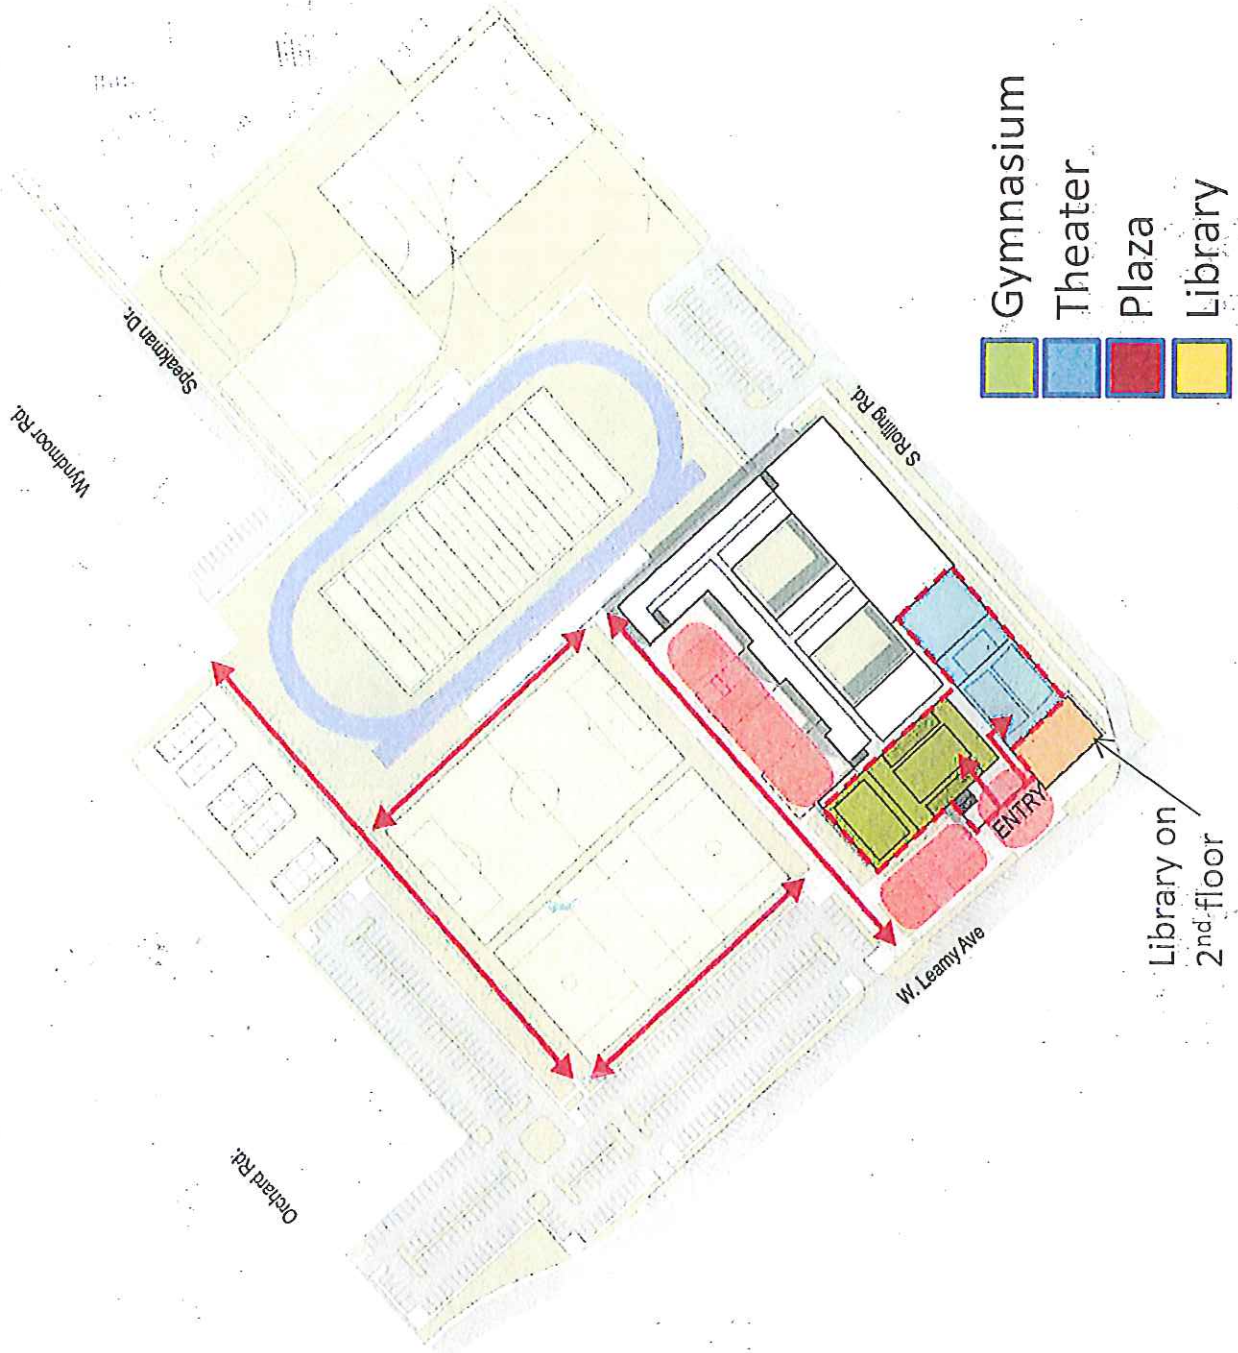 Wyndmoor Rd.
Speakman Dr.
Orchard Rd.
S Rolling Rd.
W. Leamy Ave
ENTRY
Library on
2nd floor
Gymnasium
Theater
Plaza
Library